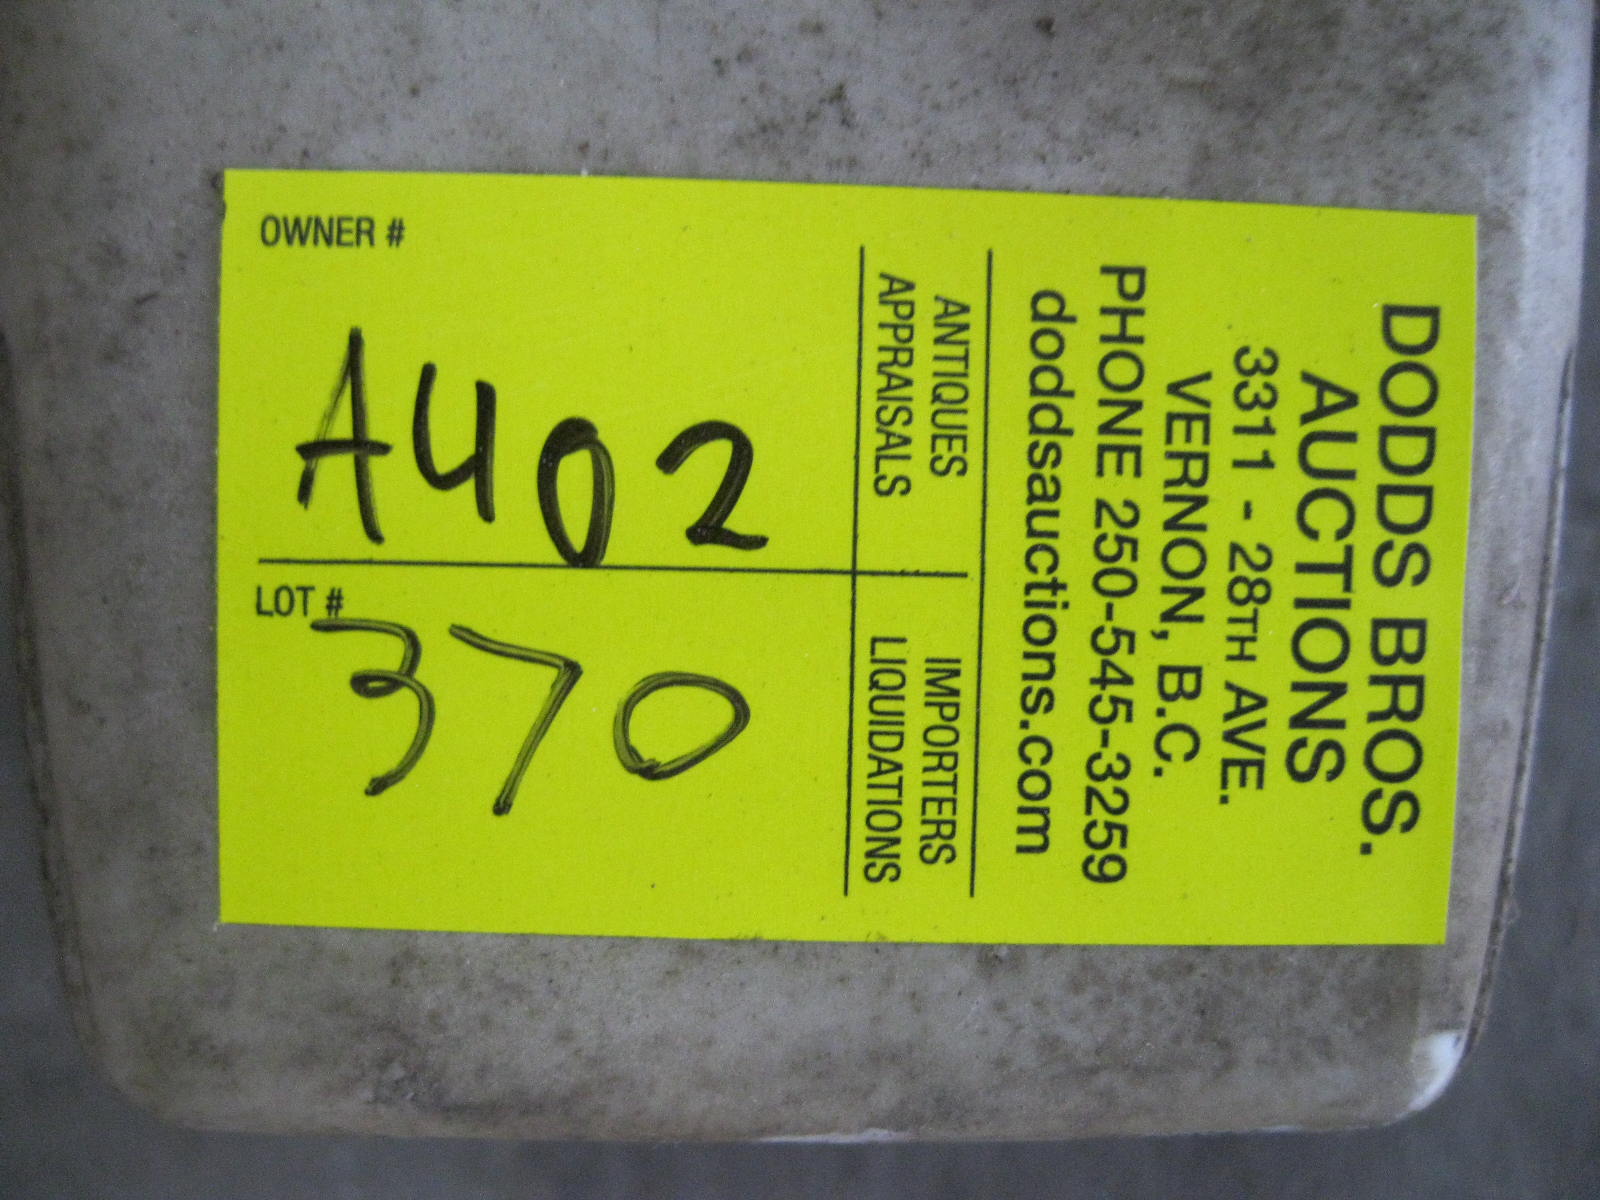 DODDS BROS.
AUCTIONS
3311 - 28TH AVE.
VERNON, B.C.
PHONE 250-545-3259
doddsauctions.com
ANTIQUES
APPRAISALS
IMPORTERS
LIQUIDATIONS
OWNER #
A402
LOT #
370